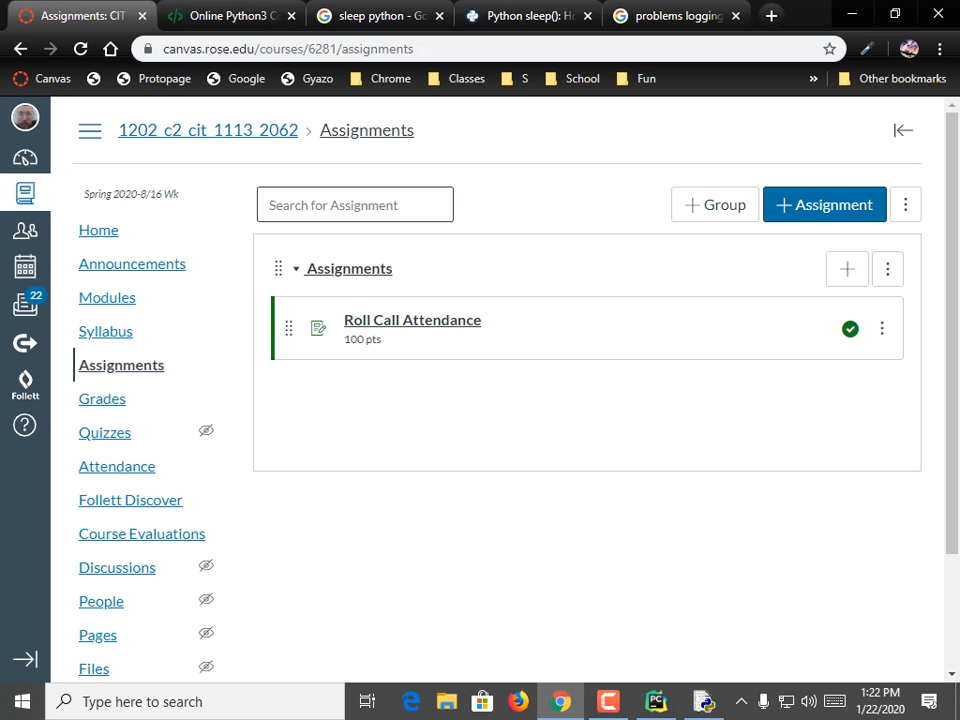 Assignments: CIT
Online Python3 C
sleep python - Go
Python sleep(): Ho
problems logging
canvas.rose.edu/courses/6281/assignments
Canvas
Protopage
Google
Gyazo
Chrome
Classes
S
School
Fun
»
Other bookmarks
1202_c2_cit_1113_2062 › Assignments
Spring 2020-8/16 Wk
Search for Assignment
+ Group
+ Assignment
Home
Announcements
Modules
Syllabus
Assignments
Grades
Quizzes
Attendance
Follett Discover
Course Evaluations
Discussions
People
Pages
Files
22
Follett
Assignments
Roll Call Attendance
100 pts
Type here to search
PC
1:22 PM
1/22/2020